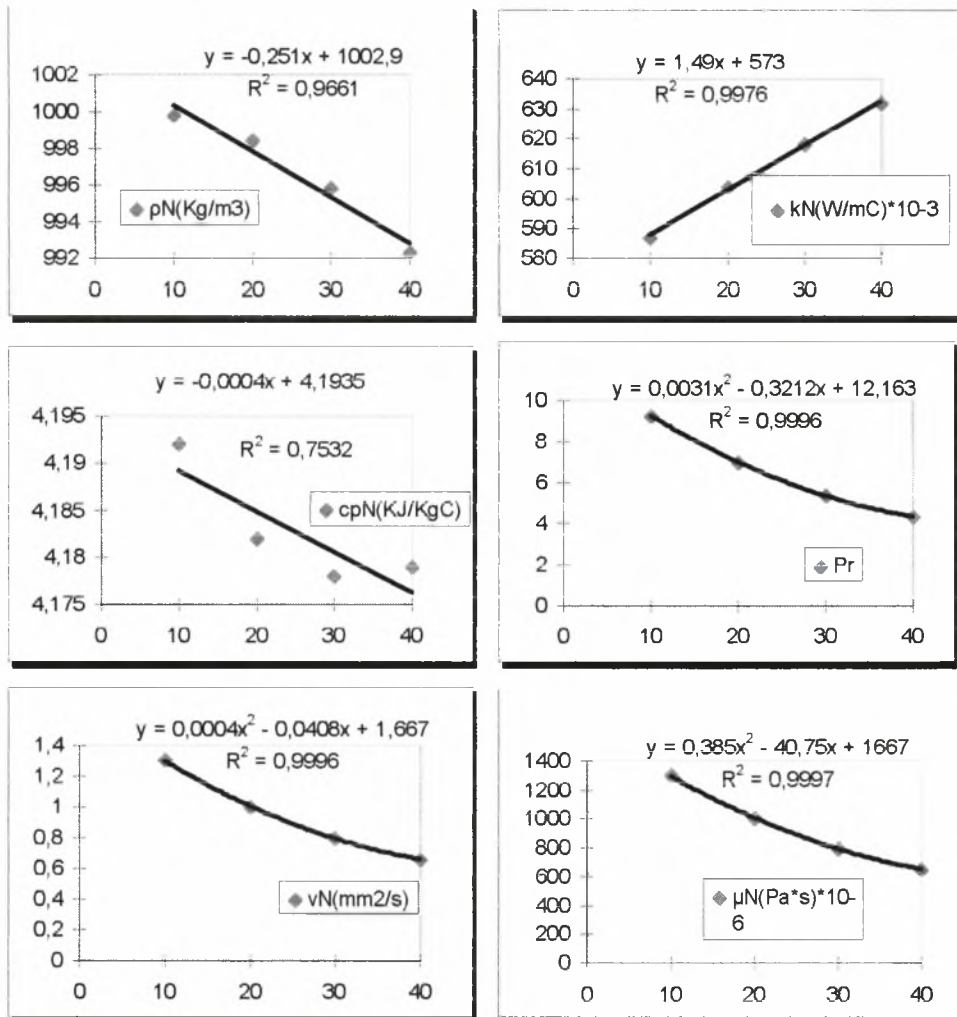 y = -0,251x + 1002,9
R² = 0,9661
1002
1000
998
996
994
992
0 10 20 30 40
ρN(Kg/m3)
y = 1,49x + 573
R² = 0,9976
640
630
620
610
600
590
580
0 10 20 30 40
kN(W/mC)*10-3
y = -0,0004x + 4,1935
R² = 0,7532
4,195
4,19
4,185
4,18
4,175
0 10 20 30 40
cpN(KJ/KgC)
y = 0,0031x² - 0,3212x + 12,163
R² = 0,9996
10
8
6
4
2
0
0 10 20 30 40
Pr
y = 0,0004x² - 0,0408x + 1,667
R² = 0,9996
1,4
1,2
1
0,8
0,6
0,4
0,2
0
0 10 20 30 40
vN(mm2/s)
y = 0,385x² - 40,75x + 1667
R² = 0,9997
1400
1200
1000
800
600
400
200
0
0 10 20 30 40
μN(Pa*s)*10-
6